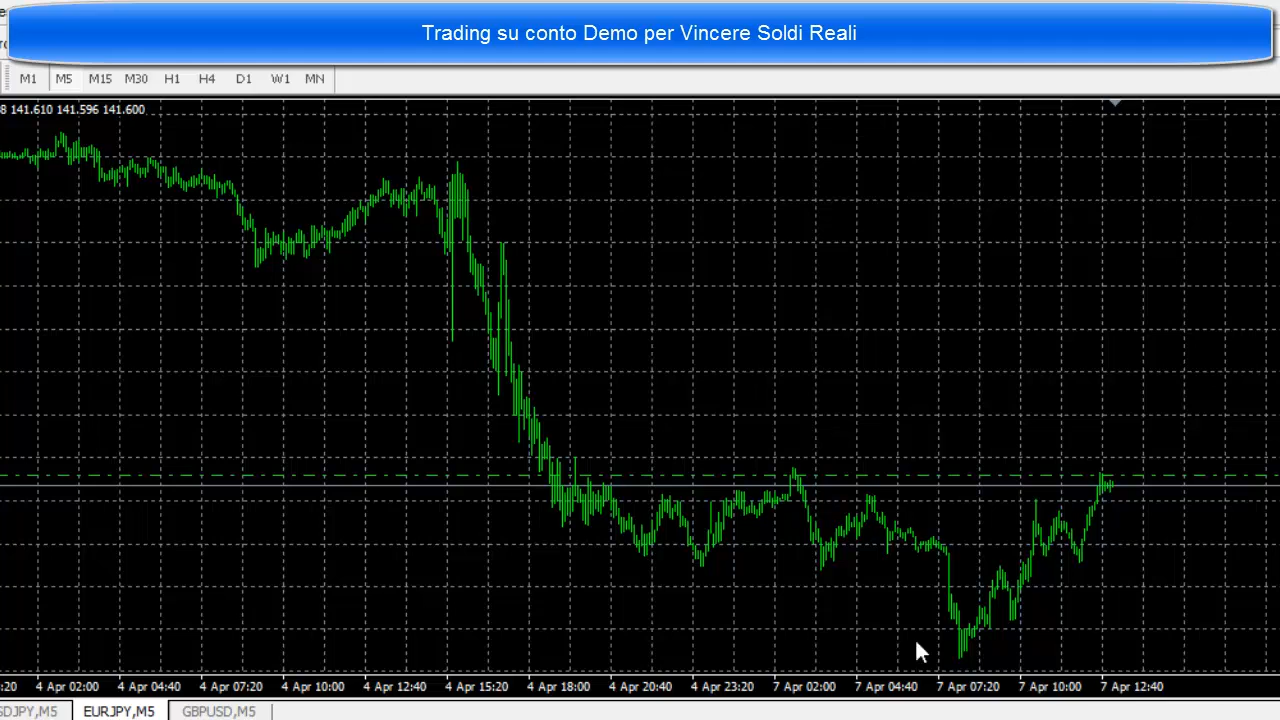 Trading su conto Demo per Vincere Soldi Reali
M1 M5 M15 M30 H1 H4 D1 W1 MN
8 141.610 141.596 141.600
:20 4 Apr 02:00 4 Apr 04:40 4 Apr 07:20 4 Apr 10:00 4 Apr 12:40 4 Apr 15:20 4 Apr 18:00 4 Apr 20:40 4 Apr 23:20 7 Apr 02:00 7 Apr 04:40 7 Apr 07:20 7 Apr 10:00 7 Apr 12:40
SDJPY,M5 EURJPY,M5 GBPUSD,M5